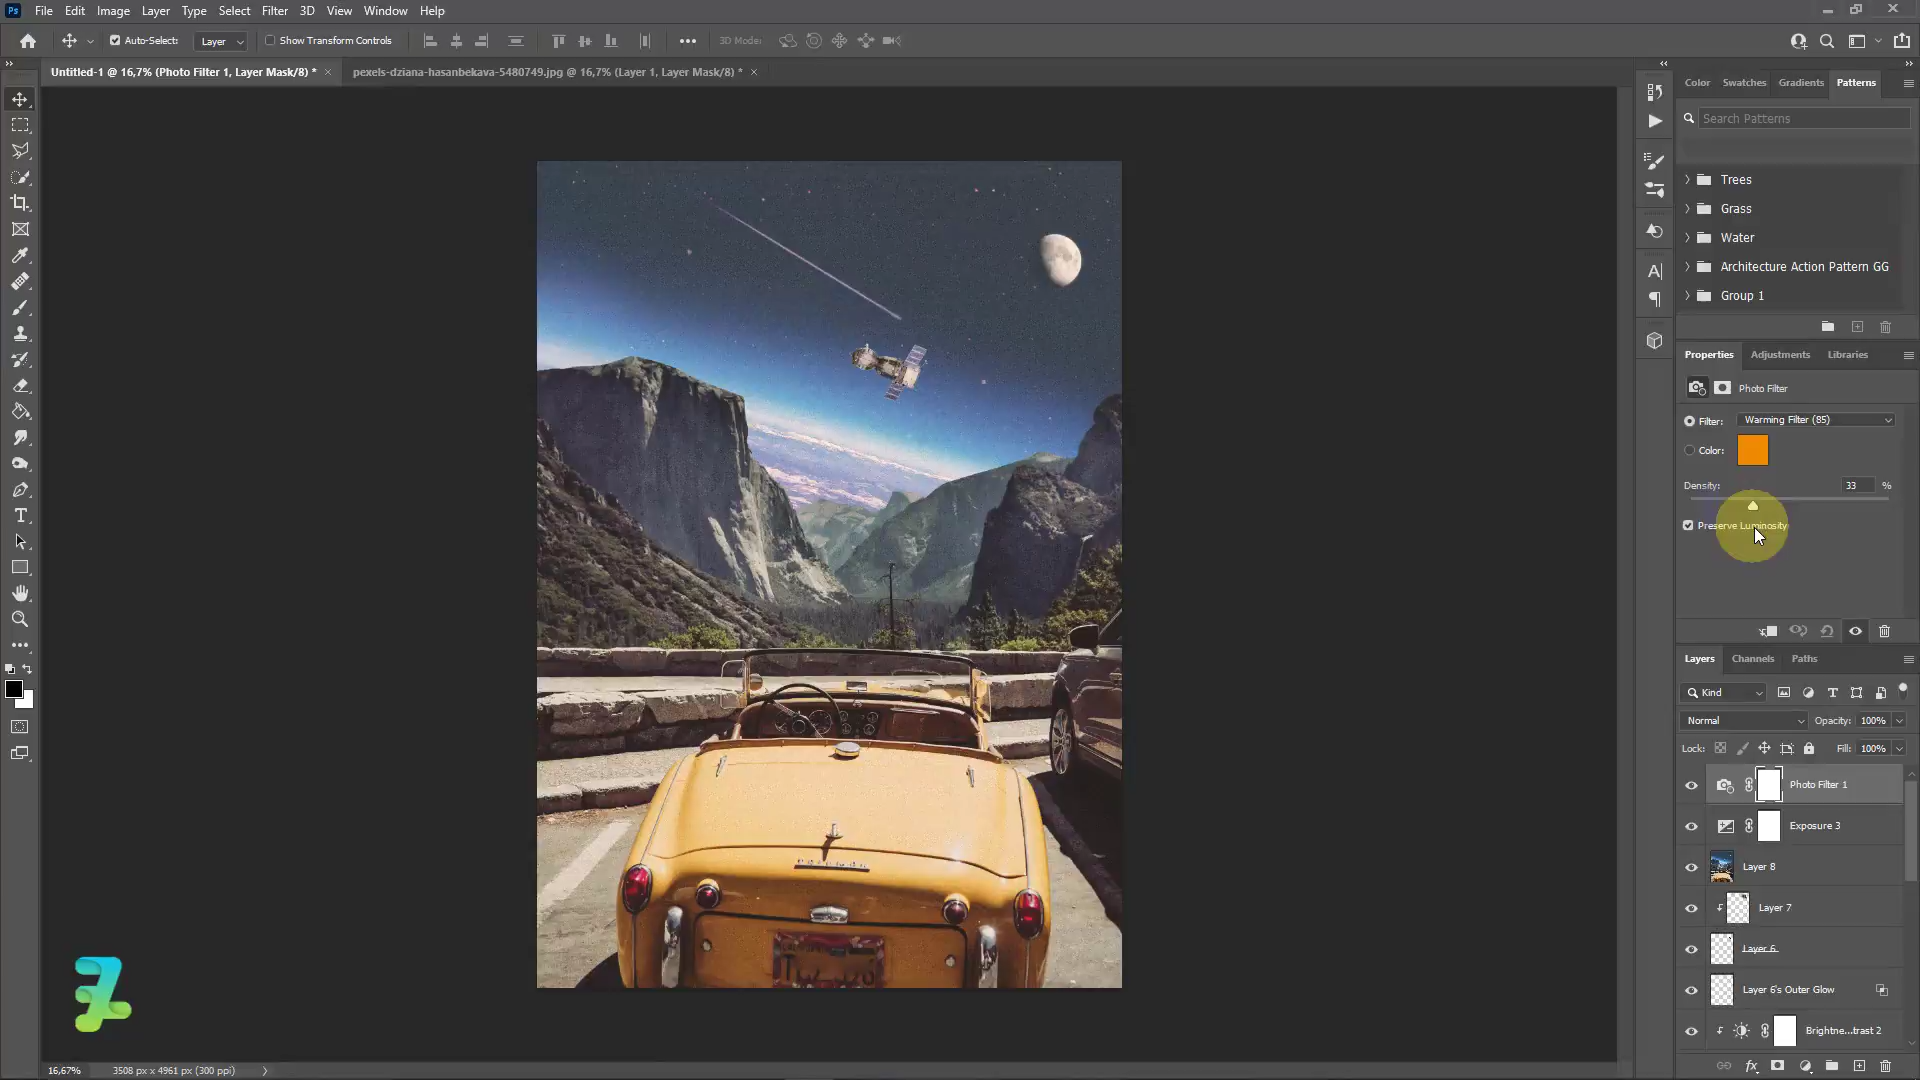 Ps File Edit Image Layer Type Select Filter 3D View Window Help
Auto-Select: Layer Show Transform Controls 3D Mode:
Untitled-1 @ 16,7% (Photo Filter 1, Layer Mask/8) * × pexels-dziana-hasanbekava-5480749.jpg @ 16,7% (Layer 1, Layer Mask/8) * ×
Color Swatches Gradients Patterns
Search Patterns
Trees
Grass
Water
Architecture Action Pattern GG
Group 1
Properties Adjustments Libraries
Photo Filter
Filter: Warming Filter (85)
Color:
Density: 33 %
Preserve Luminosity
Layers Channels Paths
Kind
Normal Opacity: 100%
Lock: Fill: 100%
Photo Filter 1
Exposure 3
Layer 8
Layer 7
Layer 6
Layer 6's Outer Glow
Brightne...trast 2
16,67% 3508 px x 4961 px (300 ppi)